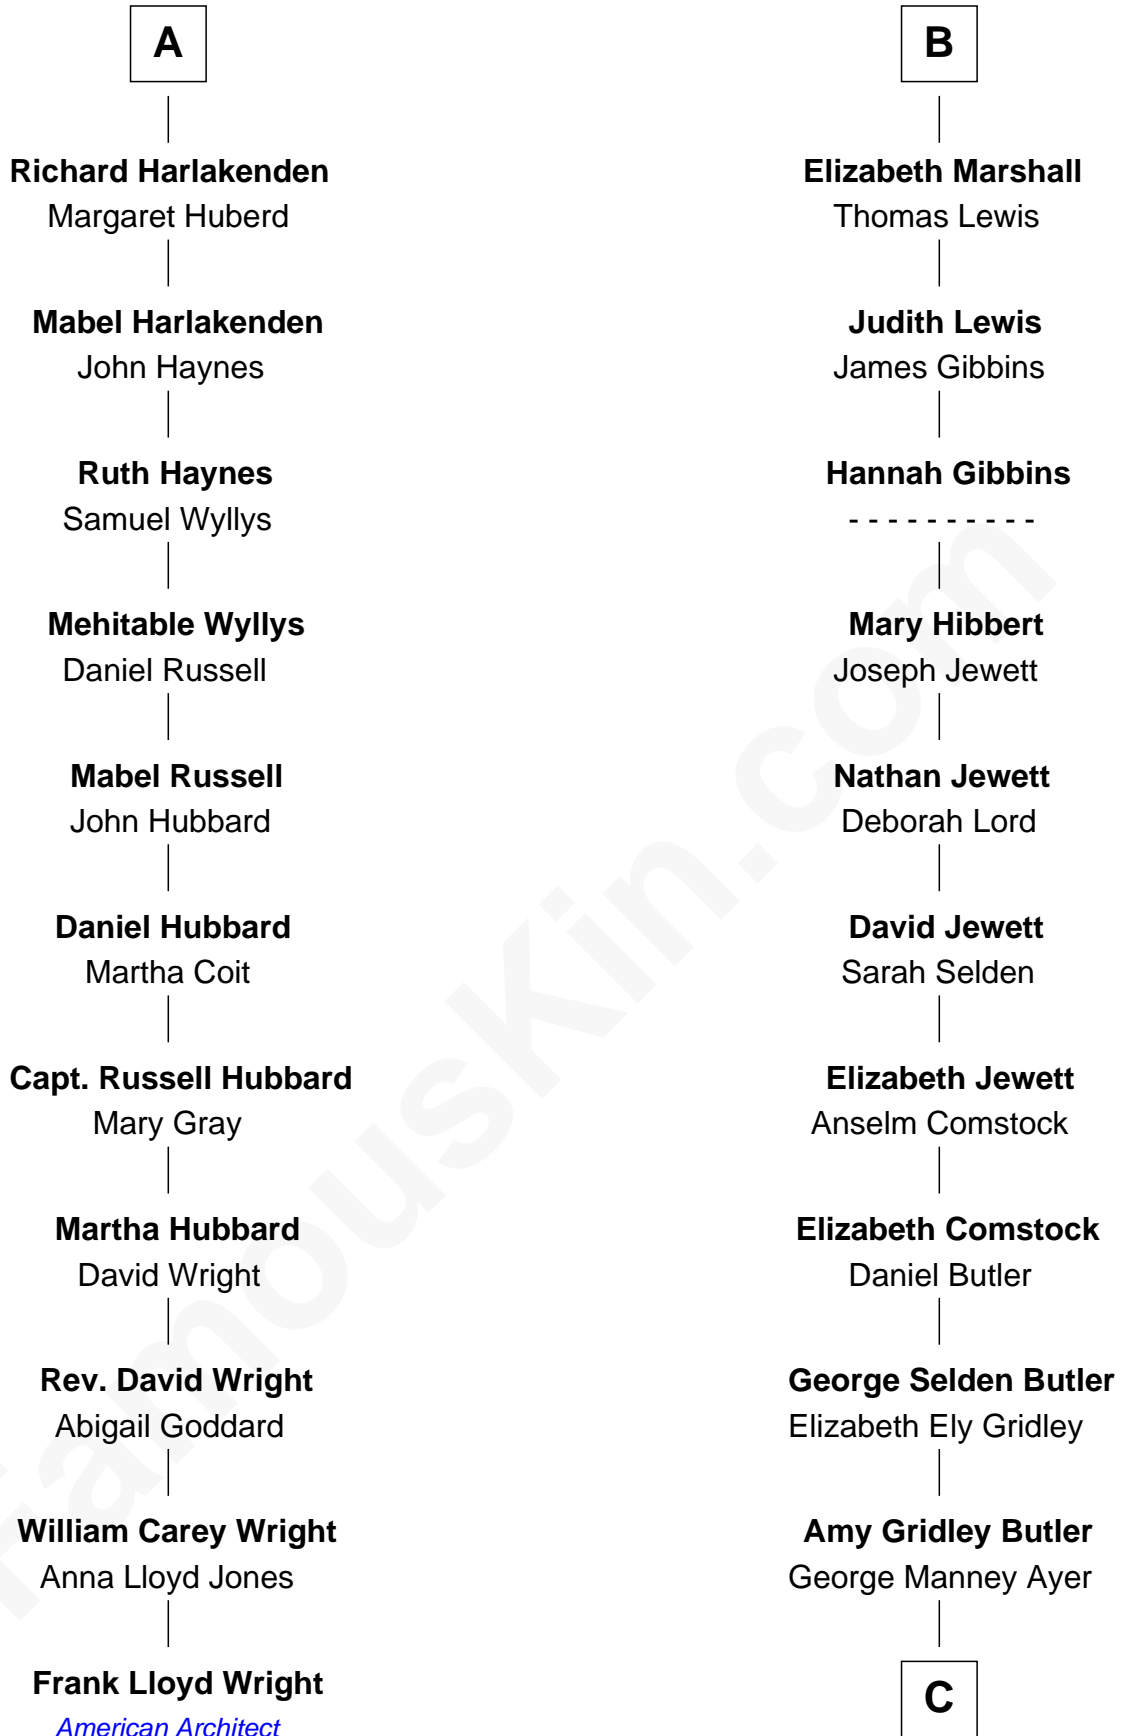 A
Richard Harlakenden
Margaret Huberd
Mabel Harlakenden
John Haynes
Ruth Haynes
Samuel Wyllys
Mehitable Wyllys
Daniel Russell
Mabel Russell
John Hubbard
Daniel Hubbard
Martha Coit
Capt. Russell Hubbard
Mary Gray
Martha Hubbard
David Wright
Rev. David Wright
Abigail Goddard
William Carey Wright
Anna Lloyd Jones
Frank Lloyd Wright
American Architect
B
Elizabeth Marshall
Thomas Lewis
Judith Lewis
James Gibbins
Hannah Gibbins
- - - - - - - - - -
Mary Hibbert
Joseph Jewett
Nathan Jewett
Deborah Lord
David Jewett
Sarah Selden
Elizabeth Jewett
Anselm Comstock
Elizabeth Comstock
Daniel Butler
George Selden Butler
Elizabeth Ely Gridley
Amy Gridley Butler
George Manney Ayer
C
FamousKin.com